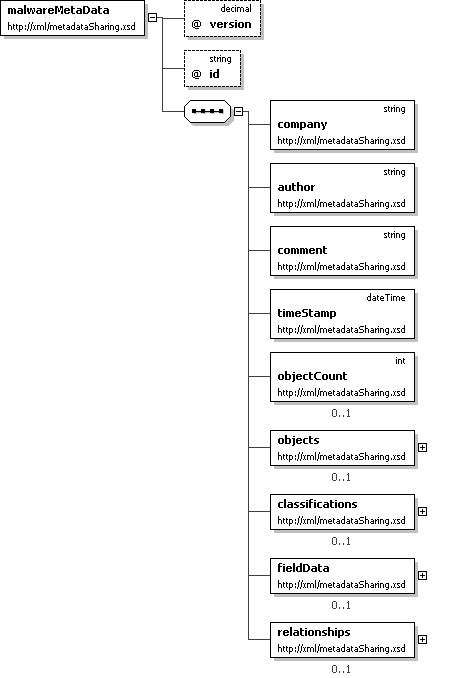 malwareMetaData
http://xml/metadataSharing.xsd
decimal
@ version
string
@ id
string
company
http://xml/metadataSharing.xsd
string
author
http://xml/metadataSharing.xsd
string
comment
http://xml/metadataSharing.xsd
dateTime
timeStamp
http://xml/metadataSharing.xsd
int
objectCount
http://xml/metadataSharing.xsd
0..1
objects
http://xml/metadataSharing.xsd
0..1
classifications
http://xml/metadataSharing.xsd
0..1
fieldData
http://xml/metadataSharing.xsd
0..1
relationships
http://xml/metadataSharing.xsd
0..1